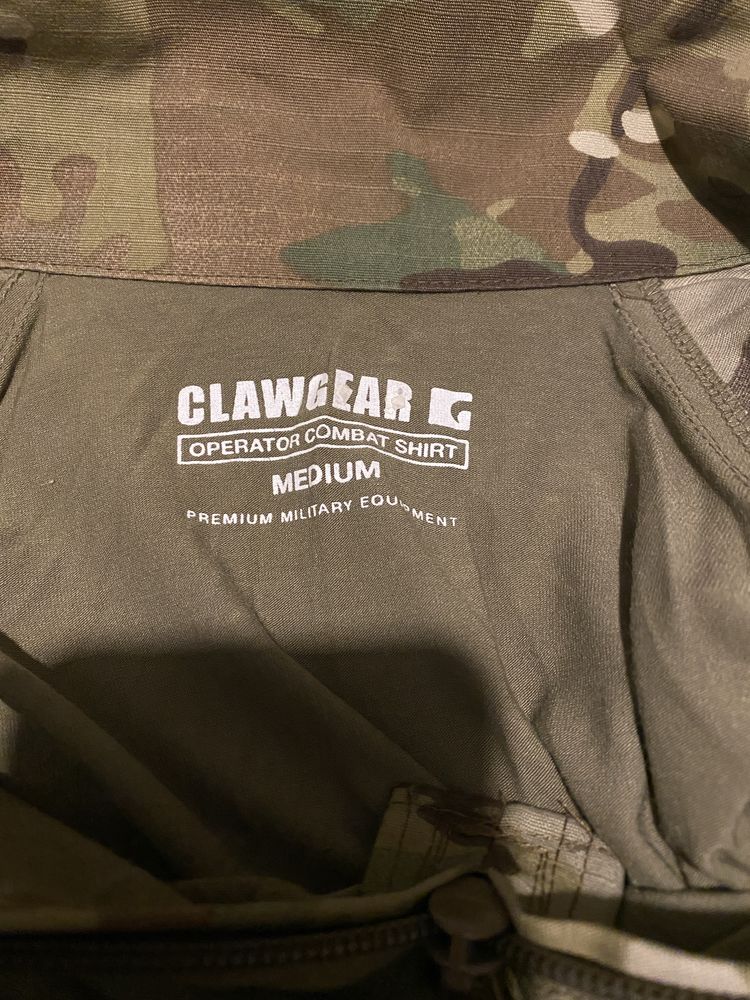 CLAWGEAR
OPERATOR COMBAT SHIRT
MEDIUM
PREMIUM MILITARY EQUIPMENT